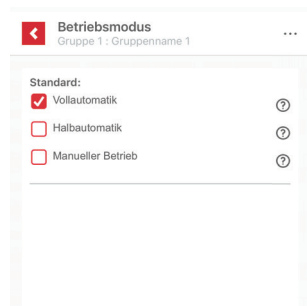 Betriebsmodus
Gruppe 1 : Gruppenname 1
Standard:
Vollautomatik
Halbautomatik
Manueller Betrieb